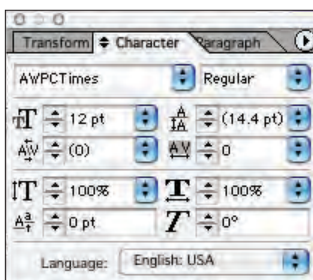 Transform Character Paragraph
AWPCTimes Regular
12 pt (14.4 pt)
(0) 0
100% 100%
0 pt 0°
Language: English: USA